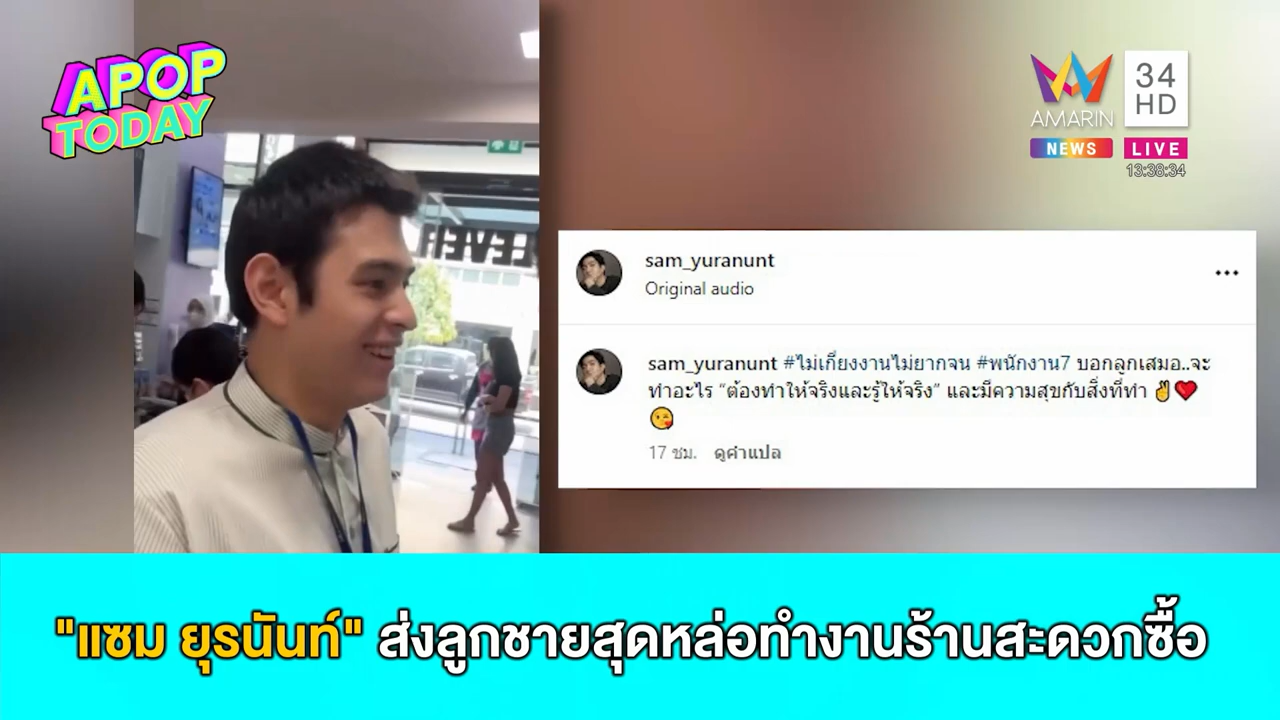 APOP
TODAY
AMARIN
NEWS
34
HD
LIVE
13:38:34
ELEVE
sam_yuranunt
Original audio
sam_yuranunt #ไม่เกี่ยงงานไม่ยากจน #พนักงาน7 บอกลูกเสมอ..จะ
ทำอะไร “ต้องทำให้จริงและรู้ให้จริง” และมีความสุขกับสิ่งที่ทำ ✌️❤️
😘
17 ชม. ดูคำแปล
"แซม ยุรนันท์" ส่งลูกชายสุดหล่อทำงานร้านสะดวกซื้อ